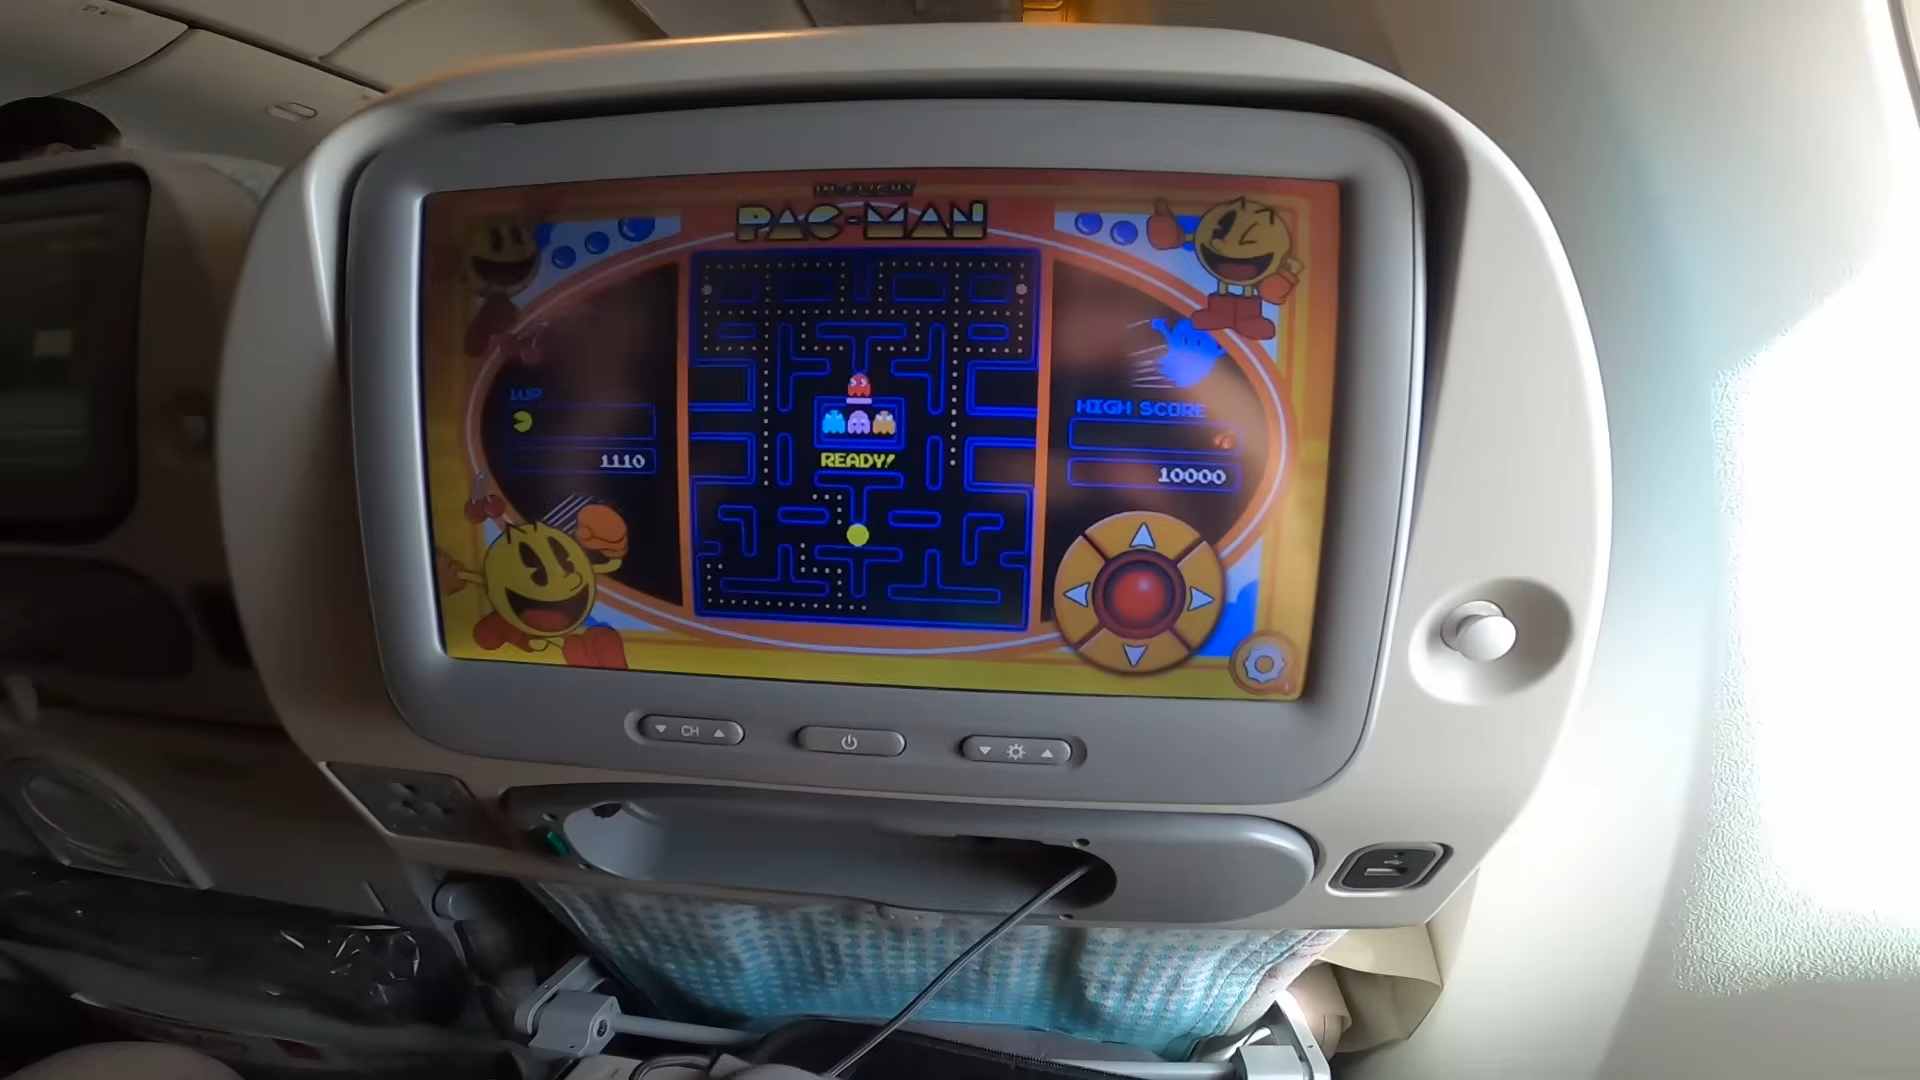 IN-FLIGHT
PAC-MAN
1UP
1110
HIGH SCORE
10000
READY!
CH